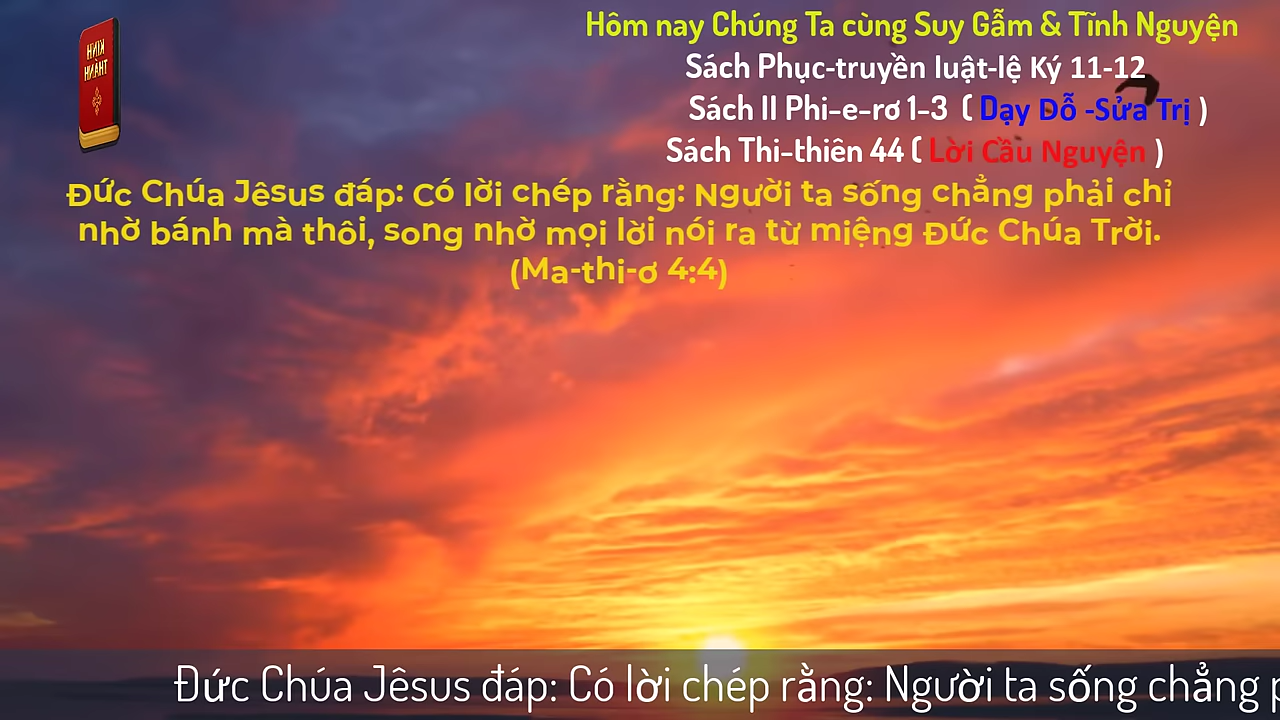 KINH
THÁNH
Hôm nay Chúng Ta cùng Suy Gẫm & Tĩnh Nguyện
Sách Phục-truyền luật-lệ Ký 11-12
Sách II Phi-e-rơ 1-3 ( Dạy Đỗ -Sửa Trị )
Sách Thi-thiên 44 ( Lời Cầu Nguyện )
Đức Chúa Jêsus đáp: Có lời chép rằng: Người ta sống chẳng phải chỉ
nhờ bánh mà thôi, song nhờ mọi lời nói ra từ miệng Đức Chúa Trời.
(Ma-thi-ơ 4:4)
Đức Chúa Jêsus đáp: Có lời chép rằng: Người ta sống chẳng p